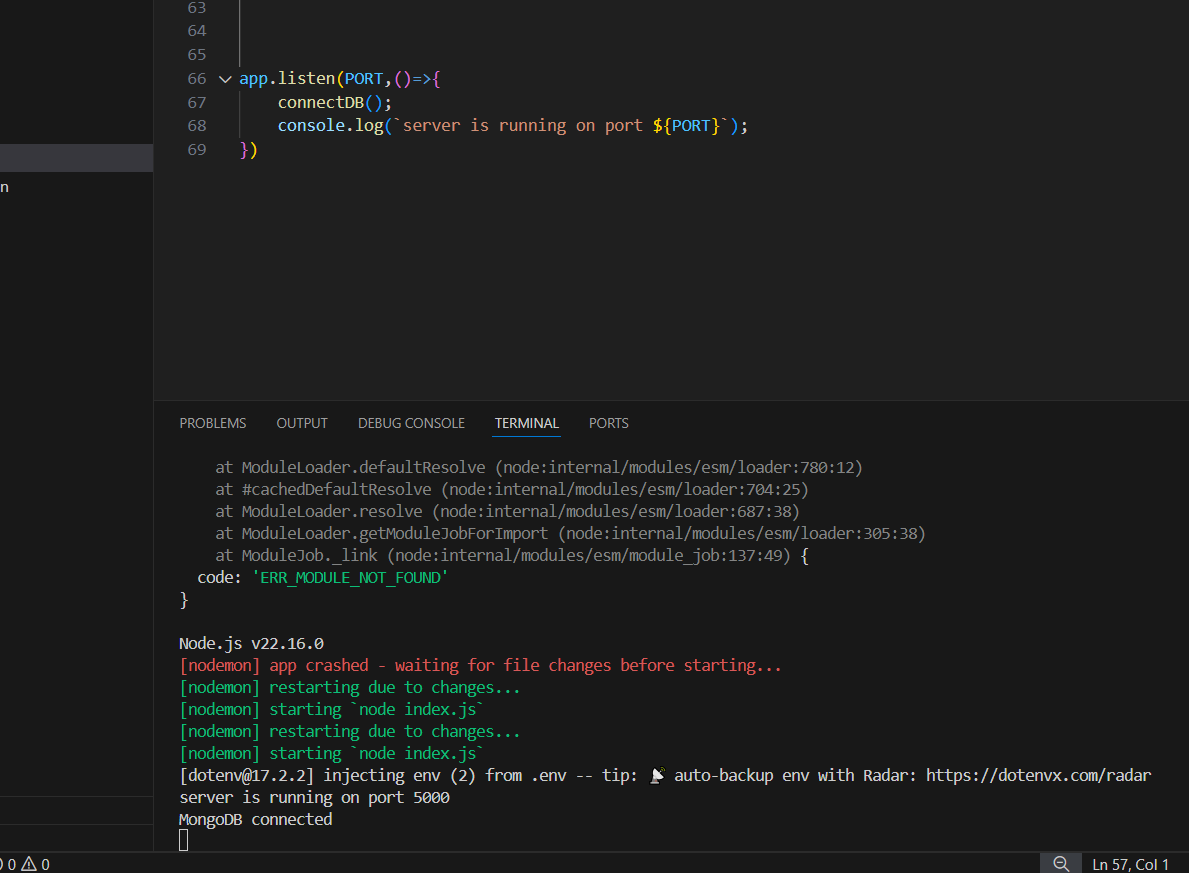 63
64
65
66 app.listen(PORT,()=>{
67 connectDB();
68 console.log(`server is running on port ${PORT}`);
69 })
n
PROBLEMS OUTPUT DEBUG CONSOLE TERMINAL PORTS
at ModuleLoader.defaultResolve (node:internal/modules/esm/loader:780:12)
at #cachedDefaultResolve (node:internal/modules/esm/loader:704:25)
at ModuleLoader.resolve (node:internal/modules/esm/loader:687:38)
at ModuleLoader.getModuleJobForImport (node:internal/modules/esm/loader:305:38)
at ModuleJob._link (node:internal/modules/esm/module_job:137:49) {
code: 'ERR_MODULE_NOT_FOUND'
}
Node.js v22.16.0
[nodemon] app crashed - waiting for file changes before starting...
[nodemon] restarting due to changes...
[nodemon] starting `node index.js`
[nodemon] restarting due to changes...
[nodemon] starting `node index.js`
[dotenv@17.2.2] injecting env (2) from .env -- tip: 📡 auto-backup env with Radar: https://dotenvx.com/radar
server is running on port 5000
MongoDB connected
0 0 Ln 57, Col 1